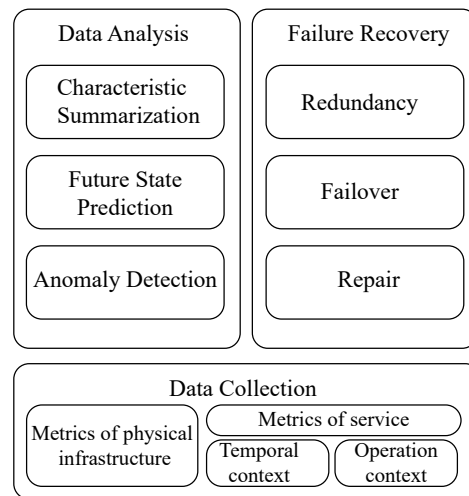 Data Analysis
Characteristic
Summarization
Future State
Prediction
Anomaly Detection
Failure Recovery
Redundancy
Failover
Repair
Data Collection
Metrics of physical
infrastructure
Metrics of service
Temporal
context
Operation
context